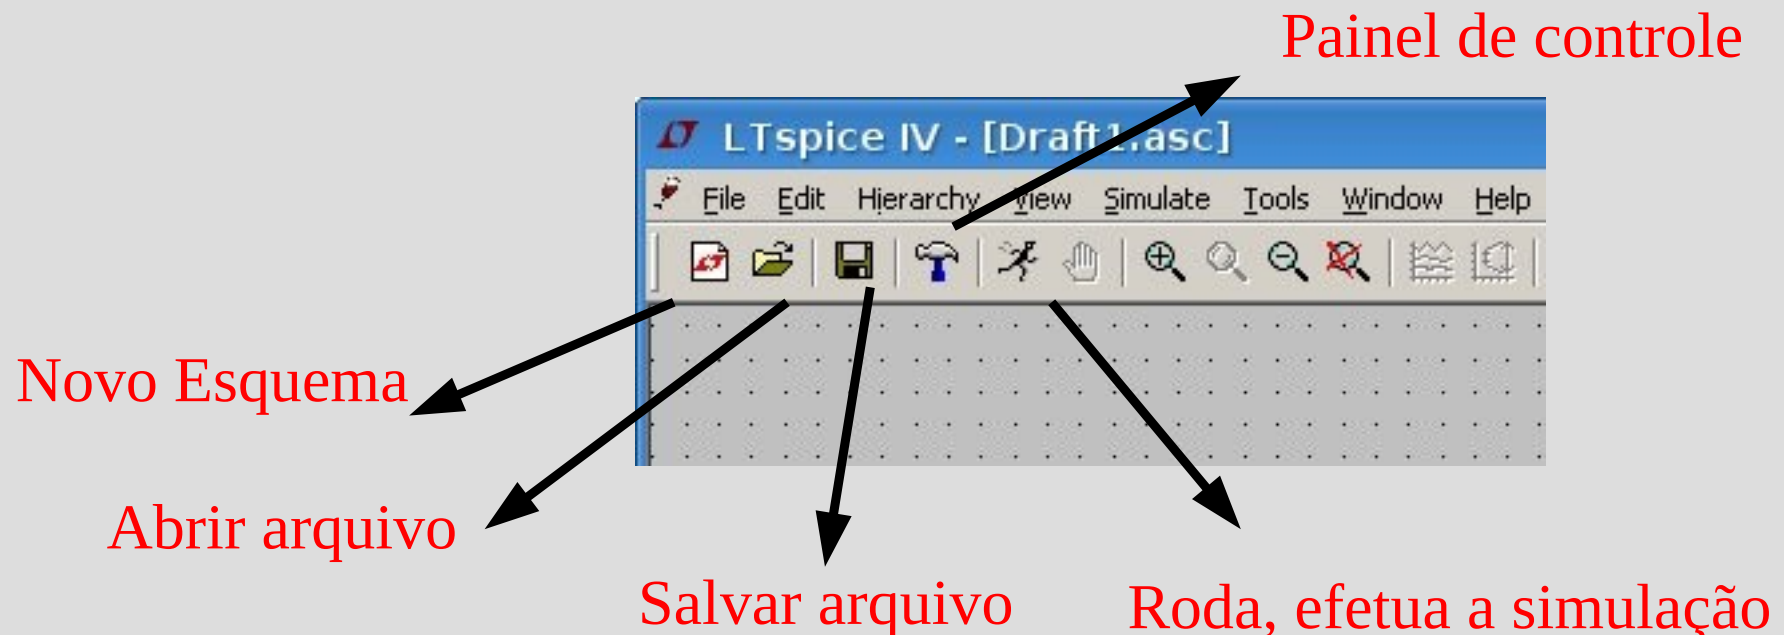 Painel de controle
LTspice IV - [Draft1.asc]
File Edit Hierarchy View Simulate Tools Window Help
Novo Esquema
Abrir arquivo
Salvar arquivo
Roda, efetua a simulação